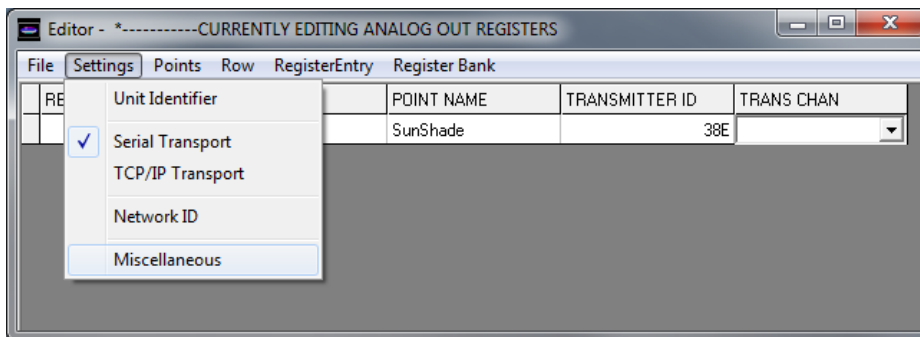 Editor - *-----------CURRENTLY EDITING ANALOG OUT REGISTERS
File Settings Points Row RegisterEntry Register Bank
RE POINT NAME TRANSMITTER ID TRANS CHAN
SunShade 38E
Unit Identifier
Serial Transport
TCP/IP Transport
Network ID
Miscellaneous